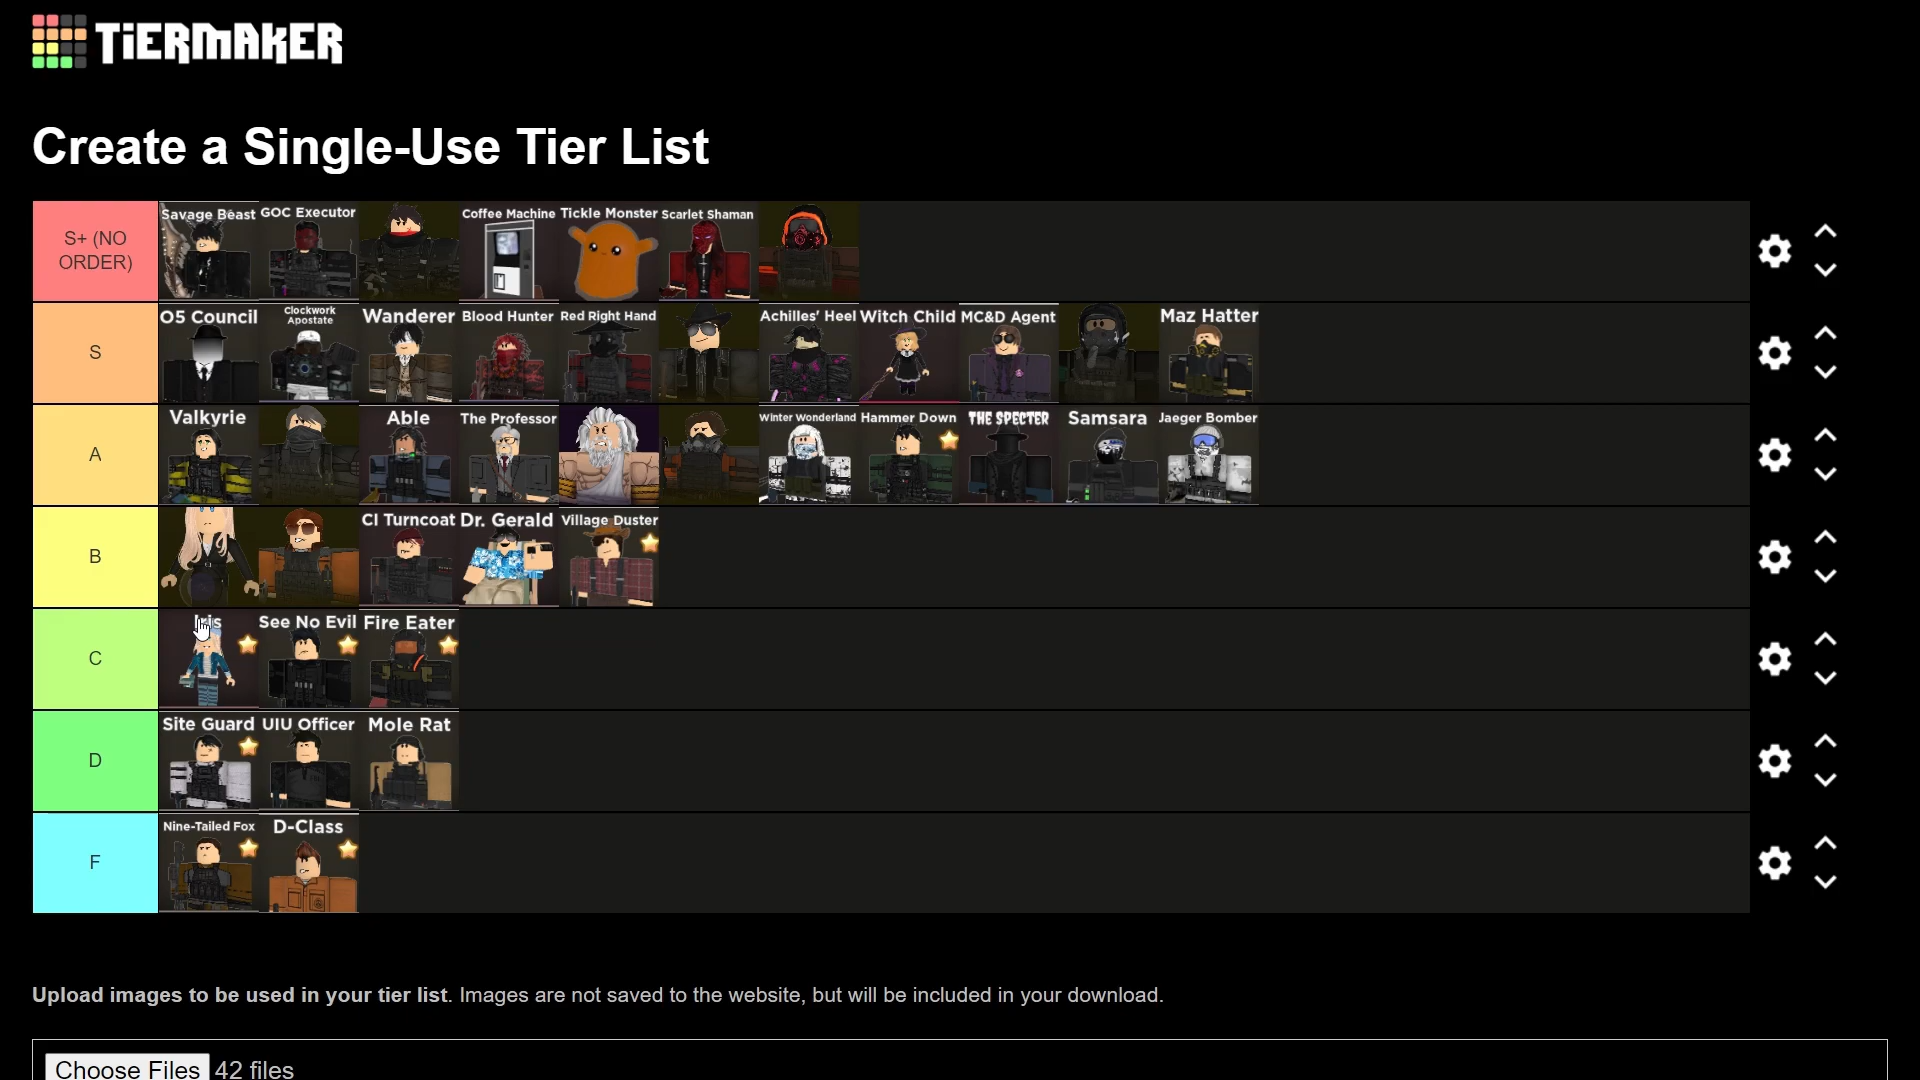 TiERMAKER
Create a Single-Use Tier List
S+ (NO
ORDER)
Savage Beast
GOC Executor
Coffee Machine
Tickle Monster
Scarlet Shaman
S
O5 Council
Clockwork
Apostate
Wanderer
Blood Hunter
Red Right Hand
Achilles' Heel
Witch Child
MC&D Agent
Maz Hatter
A
Valkyrie
Able
The Professor
Winter Wonderland
Hammer Down
THE SPECTER
Samsara
Jaeger Bomber
B
CI Turncoat
Dr. Gerald
Village Duster
C
See No Evil
Fire Eater
D
Site Guard
UIU Officer
Mole Rat
F
Nine-Tailed Fox
D-Class
Upload images to be used in your tier list. Images are not saved to the website, but will be included in your download.
Choose Files 42 files